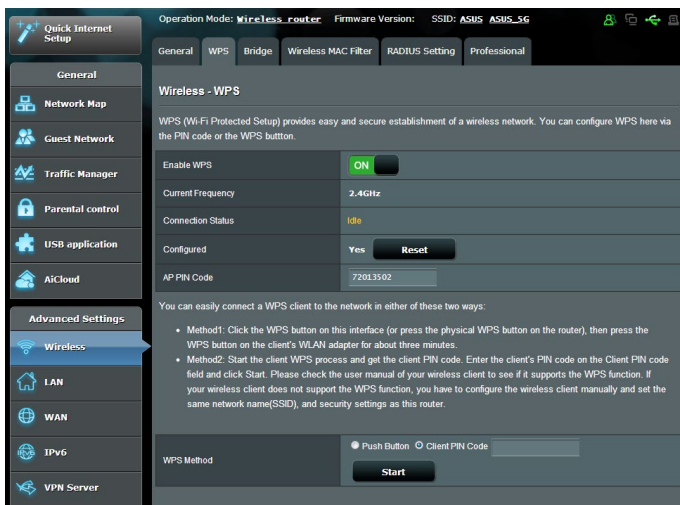 Quick Internet
Setup
Operation Mode: Wireless router Firmware Version: SSID: ASUS ASUS_5G
General WPS Bridge Wireless MAC Filter RADIUS Setting Professional
General
Network Map
Guest Network
Traffic Manager
Parental control
USB application
AiCloud
Advanced Settings
Wireless
LAN
WAN
IPv6
VPN Server
Wireless - WPS
WPS (Wi-Fi Protected Setup) provides easy and secure establishment of a wireless network. You can configure WPS here via
the PIN code or the WPS buttton.
Enable WPS ON
Current Frequency 2.4GHz
Connection Status Idle
Configured Yes Reset
AP PIN Code 72013502
You can easily connect a WPS client to the network in either of these two ways:
• Method1: Click the WPS button on this interface (or press the physical WPS button on the router), then press the
WPS button on the client's WLAN adapter for about three minutes.
• Method2: Start the client WPS process and get the client PIN code. Enter the client's PIN code on the Client PIN code
field and click Start. Please check the user manual of your wireless client to see if it supports the WPS function. If
your wireless client does not support the WPS function, you have to configure the wireless client manually and set the
same network name(SSID), and security settings as this router.
WPS Method Push Button Client PIN Code
Start